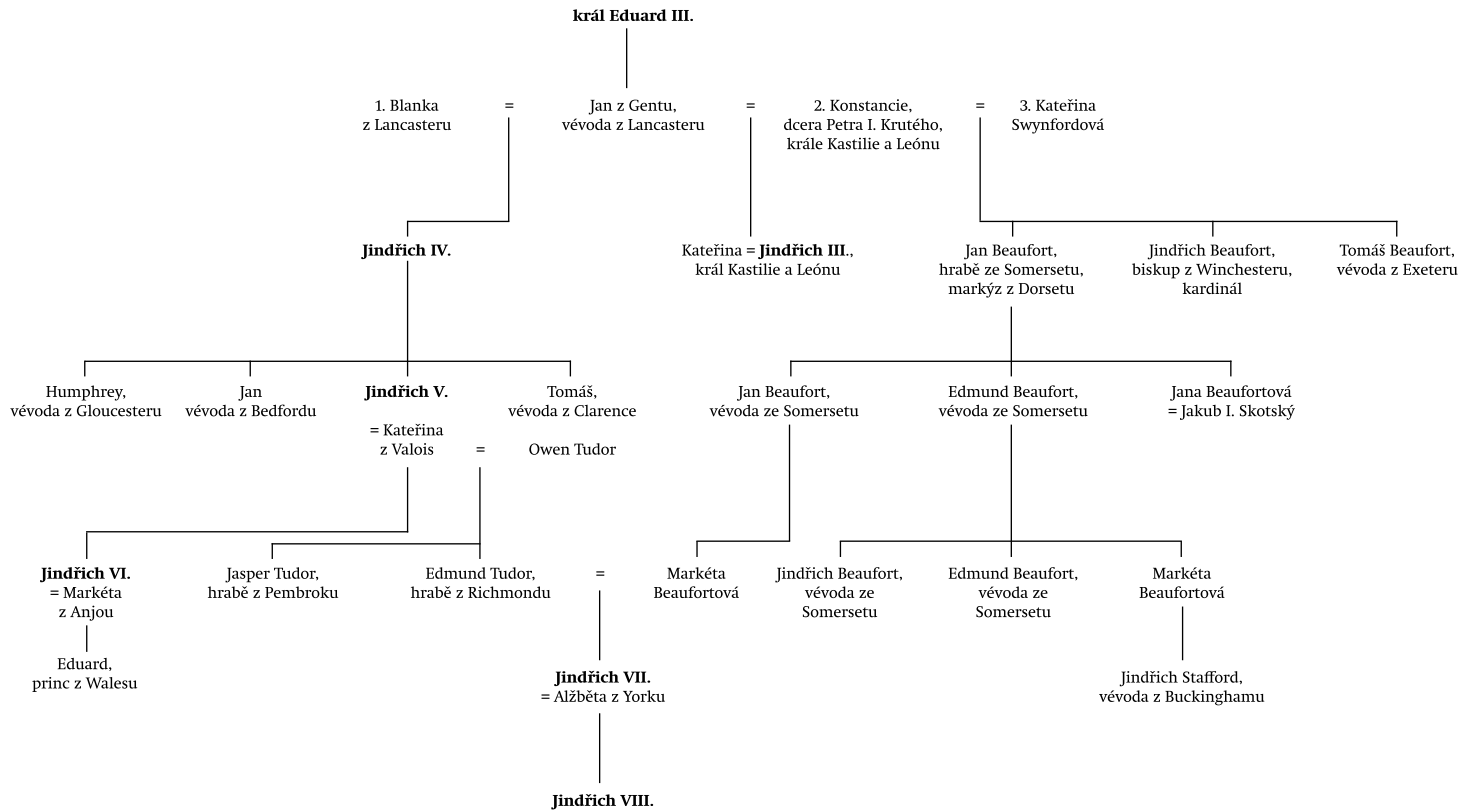 král Eduard III.
1. Blanka
z Lancasteru
=
Jan z Gentu,
vévoda z Lancasteru
=
2. Konstancie,
dcera Petra I. Krutého,
krále Kastilie a Leónu
=
3. Kateřina
Swynfordová
Jindřich IV.
Kateřina = Jindřich III.,
král Kastilie a Leónu
Jan Beaufort,
hrabě ze Somersetu,
markýz z Dorsetu
Jindřich Beaufort,
biskup z Winchesteru,
kardinál
Tomáš Beaufort,
vévoda z Exeteru
Humphrey,
vévoda z Gloucesteru
Jan
vévoda z Bedfordu
Jindřich V.
= Kateřina
z Valois
=
Tomáš,
vévoda z Clarence
Owen Tudor
Jan Beaufort,
vévoda ze Somersetu
Edmund Beaufort,
vévoda ze Somersetu
Jana Beaufortová
= Jakub I. Skotský
Jindřich VI.
= Markéta
z Anjou
Jasper Tudor,
hrabě z Pembroku
Edmund Tudor,
hrabě z Richmondu
=
Markéta
Beaufortová
Jindřich Beaufort,
vévoda ze
Somersetu
Edmund Beaufort,
vévoda ze
Somersetu
Markéta
Beaufortová
Eduard,
princ z Walesu
Jindřich VII.
= Alžběta z Yorku
Jindřich Stafford,
vévoda z Buckinghamu
Jindřich VIII.